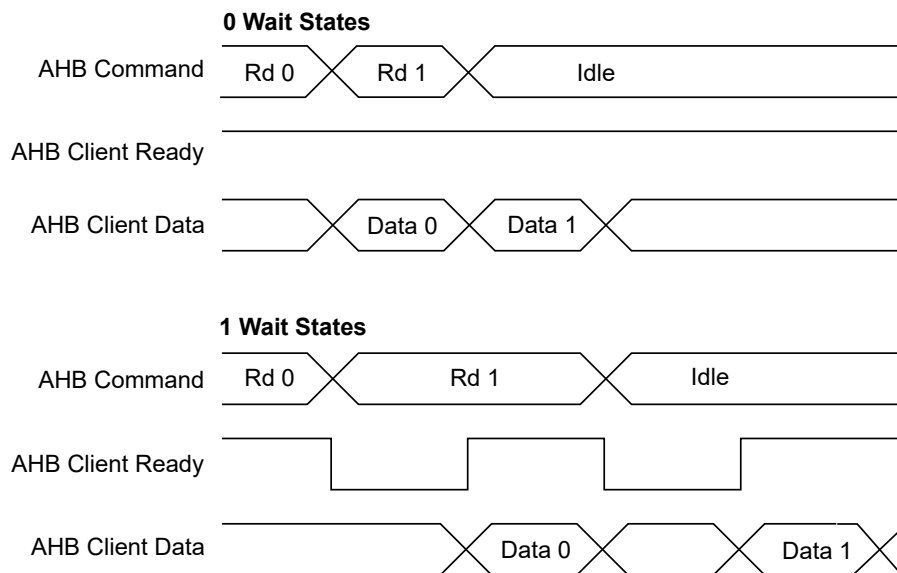 0 Wait States
AHB Command Rd 0 Rd 1 Idle
AHB Client Ready
AHB Client Data Data 0 Data 1
1 Wait States
AHB Command Rd 0 Rd 1 Idle
AHB Client Ready
AHB Client Data Data 0 Data 1